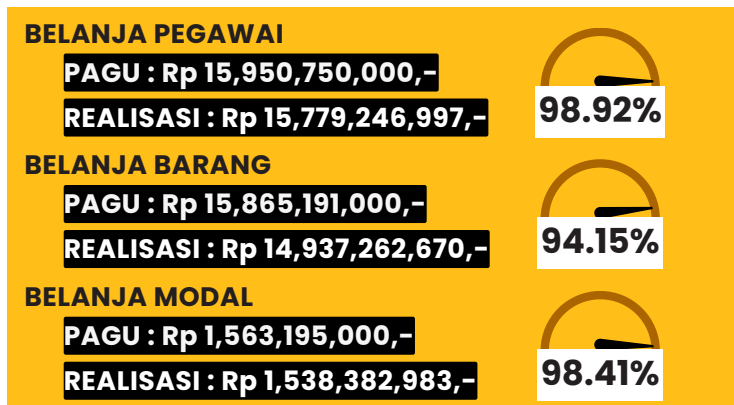 BELANJA PEGAWAI
PAGU : Rp 15,950,750,000,-
REALISASI : Rp 15,779,246,997,-
98.92%
BELANJA BARANG
PAGU : Rp 15,865,191,000,-
REALISASI : Rp 14,937,262,670,-
94.15%
BELANJA MODAL
PAGU : Rp 1,563,195,000,-
REALISASI : Rp 1,538,382,983,-
98.41%